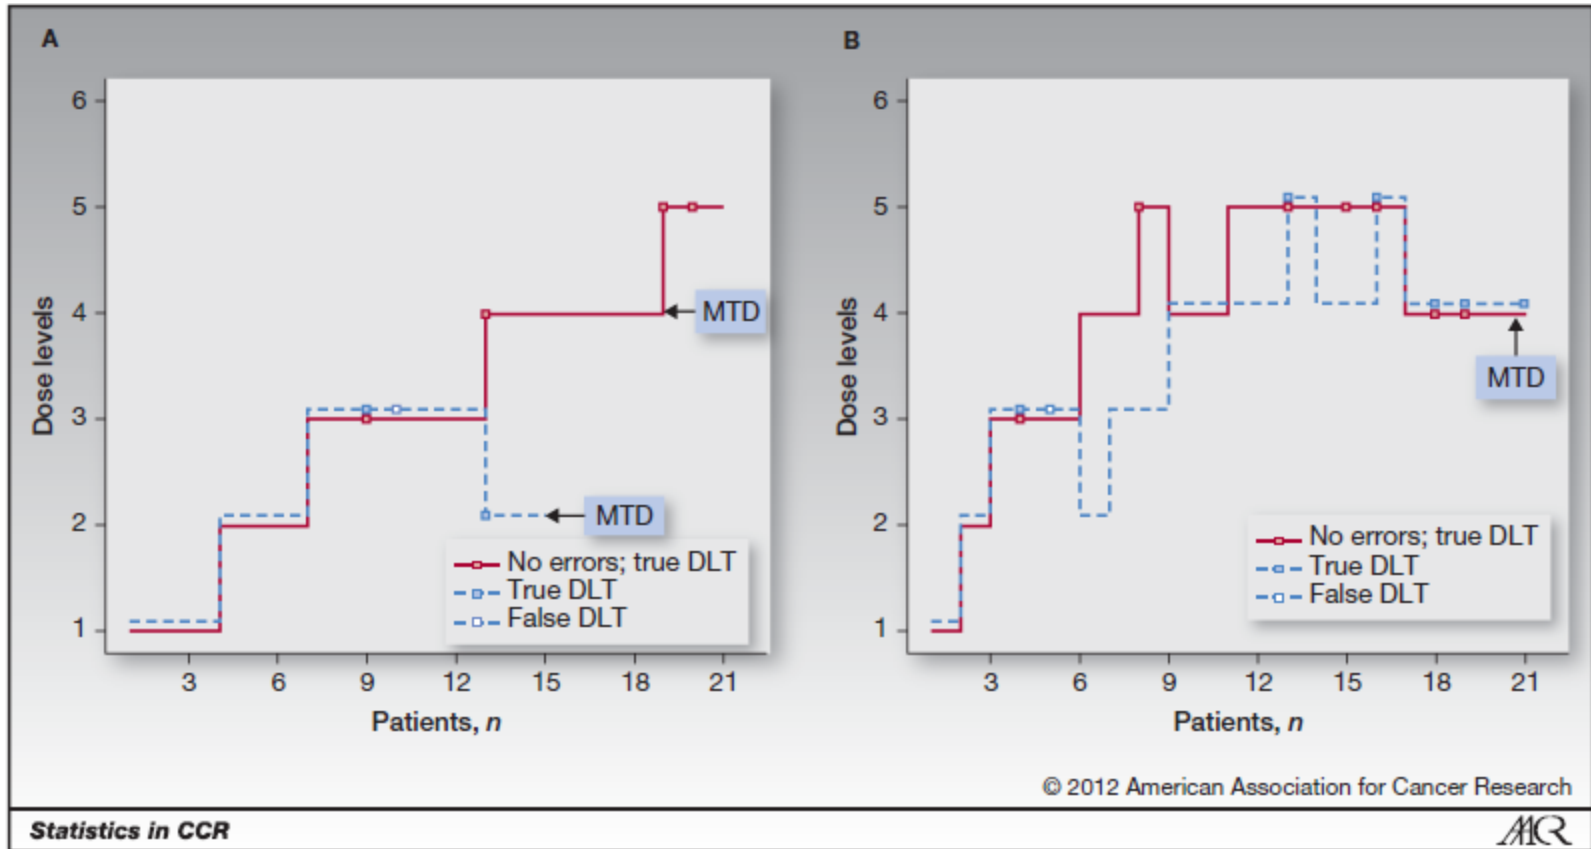 A
6
5
4
3
2
1
Dose levels
MTD
MTD
No errors; true DLT
True DLT
False DLT
3 6 9 12 15 18 21
Patients, n
B
6
5
4
3
2
1
Dose levels
MTD
No errors; true DLT
True DLT
False DLT
3 6 9 12 15 18 21
Patients, n
© 2012 American Association for Cancer Research
Statistics in CCR